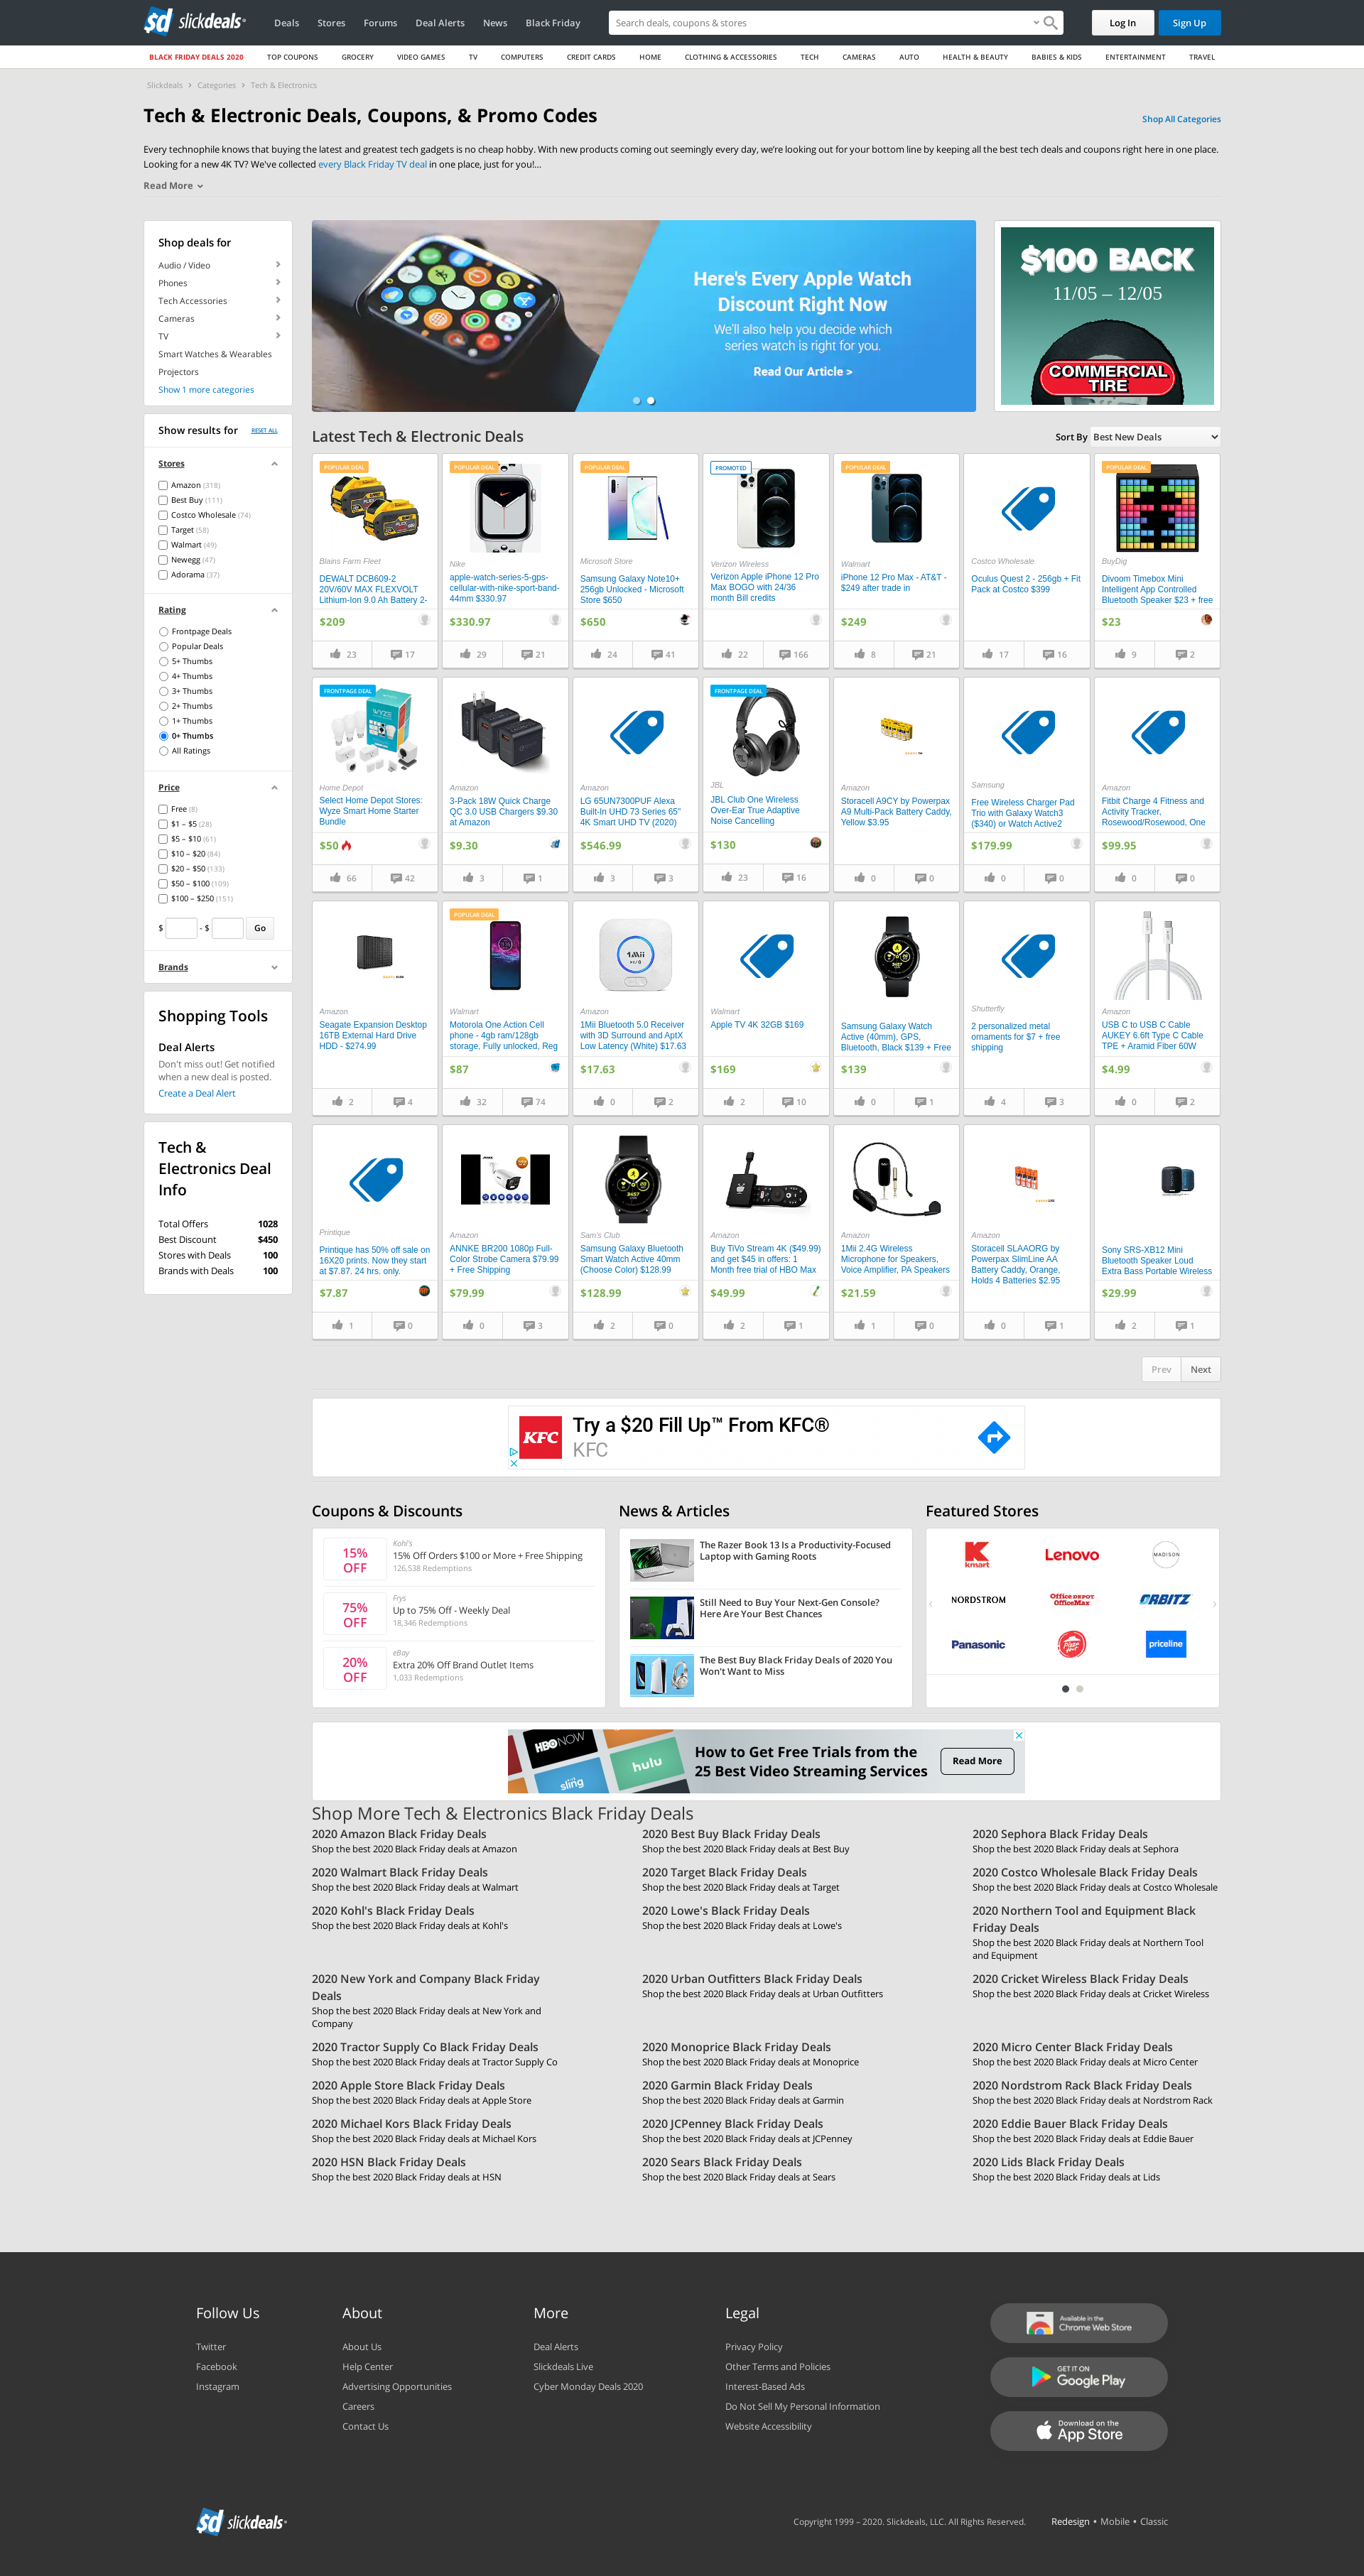 sd slickdeals
Deals Stores Forums Deal Alerts News Black Friday
Search deals, coupons & stores
Log In Sign Up
BLACK FRIDAY DEALS 2020 TOP COUPONS GROCERY VIDEO GAMES TV COMPUTERS CREDIT CARDS HOME CLOTHING & ACCESSORIES TECH CAMERAS AUTO HEALTH & BEAUTY BABIES & KIDS ENTERTAINMENT TRAVEL
Slickdeals > Categories > Tech & Electronics
Tech & Electronic Deals, Coupons, & Promo Codes
Shop All Categories
Every technophile knows that buying the latest and greatest tech gadgets is no cheap hobby. With new products coming out seemingly every day, we're looking out for your bottom line by keeping all the best tech deals and coupons right here in one place.
Looking for a new 4K TV? We've collected every Black Friday TV deal in one place, just for you!...
Read More
Shop deals for
Audio / Video
Phones
Tech Accessories
Cameras
TV
Smart Watches & Wearables
Projectors
Show 1 more categories
Show results for RESET ALL
Stores
Amazon (318)
Best Buy (111)
Costco Wholesale (74)
Target (58)
Walmart (49)
Newegg (47)
Adorama (37)
Rating
Frontpage Deals
Popular Deals
5+ Thumbs
4+ Thumbs
3+ Thumbs
2+ Thumbs
1+ Thumbs
0+ Thumbs
All Ratings
Price
Free (8)
$1 – $5 (28)
$5 – $10 (61)
$10 – $20 (84)
$20 – $50 (133)
$50 – $100 (109)
$100 – $250 (151)
$ - $ Go
Brands
Shopping Tools
Deal Alerts
Don't miss out! Get notified
when a new deal is posted.
Create a Deal Alert
Tech &
Electronics Deal
Info
Total Offers 1028
Best Discount $450
Stores with Deals 100
Brands with Deals 100
Here's Every Apple Watch
Discount Right Now
We'll also help you decide which
series watch is right for you.
Read Our Article >
$100 BACK
11/05 – 12/05
COMMERCIAL
TIRE
Latest Tech & Electronic Deals
Sort By Best New Deals
POPULAR DEAL
Blains Farm Fleet
DEWALT DCB609-2
20V/60V MAX FLEXVOLT
Lithium-Ion 9.0 Ah Battery 2-
$209
23 17
POPULAR DEAL
Nike
apple-watch-series-5-gps-
cellular-with-nike-sport-band-
44mm $330.97
$330.97
29 21
POPULAR DEAL
Microsoft Store
Samsung Galaxy Note10+
256gb Unlocked - Microsoft
Store $650
$650
24 41
PROMOTED
Verizon Wireless
Verizon Apple iPhone 12 Pro
Max BOGO with 24/36
month Bill credits
22 166
POPULAR DEAL
Walmart
iPhone 12 Pro Max - AT&T -
$249 after trade in
$249
8 21
Costco Wholesale
Oculus Quest 2 - 256gb + Fit
Pack at Costco $399
17 16
POPULAR DEAL
BuyDig
Divoom Timebox Mini
Intelligent App Controlled
Bluetooth Speaker $23 + free
$23
9 2
FRONTPAGE DEAL
WYZE
Home Depot
Select Home Depot Stores:
Wyze Smart Home Starter
Bundle
$50
66 42
Amazon
3-Pack 18W Quick Charge
QC 3.0 USB Chargers $9.30
at Amazon
$9.30
3 1
Amazon
LG 65UN7300PUF Alexa
Built-In UHD 73 Series 65"
4K Smart UHD TV (2020)
$546.99
3 3
FRONTPAGE DEAL
JBL
JBL Club One Wireless
Over-Ear True Adaptive
Noise Cancelling
$130
23 16
Amazon
Storacell A9CY by Powerpax
A9 Multi-Pack Battery Caddy,
Yellow $3.95
0 0
Samsung
Free Wireless Charger Pad
Trio with Galaxy Watch3
($340) or Watch Active2
$179.99
0 0
Amazon
Fitbit Charge 4 Fitness and
Activity Tracker,
Rosewood/Rosewood, One
$99.95
0 0
Amazon
Seagate Expansion Desktop
16TB External Hard Drive
HDD - $274.99
2 4
POPULAR DEAL
Walmart
Motorola One Action Cell
phone - 4gb ram/128gb
storage, Fully unlocked, Reg
$87
32 74
1Mii
Amazon
1Mii Bluetooth 5.0 Receiver
with 3D Surround and AptX
Low Latency (White) $17.63
$17.63
0 2
Walmart
Apple TV 4K 32GB $169
$169
2 10
Samsung Galaxy Watch
Active (40mm), GPS,
Bluetooth, Black $139 + Free
$139
0 1
Shutterfly
2 personalized metal
ornaments for $7 + free
shipping
4 3
Amazon
USB C to USB C Cable
AUKEY 6.6ft Type C Cable
TPE + Aramid Fiber 60W
$4.99
0 2
Printique
Printique has 50% off sale on
16X20 prints. Now they start
at $7.87. 24 hrs. only.
$7.87
1 0
Amazon
ANNKE BR200 1080p Full-
Color Strobe Camera $79.99
+ Free Shipping
$79.99
0 3
Sam's Club
Samsung Galaxy Bluetooth
Smart Watch Active 40mm
(Choose Color) $128.99
$128.99
2 0
Amazon
Buy TiVo Stream 4K ($49.99)
and get $45 in offers: 1
Month free trial of HBO Max
$49.99
2 1
Amazon
1Mii 2.4G Wireless
Microphone for Speakers,
Voice Amplifier, PA Speakers
$21.59
1 0
Amazon
Storacell SLAAORG by
Powerpax SlimLine AA
Battery Caddy, Orange,
Holds 4 Batteries $2.95
0 1
Sony SRS-XB12 Mini
Bluetooth Speaker Loud
Extra Bass Portable Wireless
$29.99
2 1
Prev Next
KFC
Try a $20 Fill Up™ From KFC®
KFC
Coupons & Discounts
15%
OFF
Kohl's
15% Off Orders $100 or More + Free Shipping
126,538 Redemptions
75%
OFF
Frys
Up to 75% Off - Weekly Deal
18,346 Redemptions
20%
OFF
eBay
Extra 20% Off Brand Outlet Items
1,033 Redemptions
News & Articles
The Razor Book 13 Is a Productivity-Focused
Laptop with Gaming Roots
Still Need to Buy Your Next-Gen Console?
Here Are Your Best Chances
The Best Buy Black Friday Deals of 2020 You
Won't Want to Miss
Featured Stores
kmart Lenovo MADISON
NORDSTROM Office DEPOT OfficeMax ORBITZ
Panasonic Pizza Hut priceline
HBO NOW
hulu
sling
How to Get Free Trials from the
25 Best Video Streaming Services
Read More
Shop More Tech & Electronics Black Friday Deals
2020 Amazon Black Friday Deals
Shop the best 2020 Black Friday deals at Amazon
2020 Best Buy Black Friday Deals
Shop the best 2020 Black Friday deals at Best Buy
2020 Sephora Black Friday Deals
Shop the best 2020 Black Friday deals at Sephora
2020 Walmart Black Friday Deals
Shop the best 2020 Black Friday deals at Walmart
2020 Target Black Friday Deals
Shop the best 2020 Black Friday deals at Target
2020 Costco Wholesale Black Friday Deals
Shop the best 2020 Black Friday deals at Costco Wholesale
2020 Kohl's Black Friday Deals
Shop the best 2020 Black Friday deals at Kohl's
2020 Lowe's Black Friday Deals
Shop the best 2020 Black Friday deals at Lowe's
2020 Northern Tool and Equipment Black
Friday Deals
Shop the best 2020 Black Friday deals at Northern Tool
and Equipment
2020 New York and Company Black Friday
Deals
Shop the best 2020 Black Friday deals at New York and
Company
2020 Urban Outfitters Black Friday Deals
Shop the best 2020 Black Friday deals at Urban Outfitters
2020 Cricket Wireless Black Friday Deals
Shop the best 2020 Black Friday deals at Cricket Wireless
2020 Tractor Supply Co Black Friday Deals
Shop the best 2020 Black Friday deals at Tractor Supply Co
2020 Monoprice Black Friday Deals
Shop the best 2020 Black Friday deals at Monoprice
2020 Micro Center Black Friday Deals
Shop the best 2020 Black Friday deals at Micro Center
2020 Apple Store Black Friday Deals
Shop the best 2020 Black Friday deals at Apple Store
2020 Garmin Black Friday Deals
Shop the best 2020 Black Friday deals at Garmin
2020 Nordstrom Rack Black Friday Deals
Shop the best 2020 Black Friday deals at Nordstrom Rack
2020 Michael Kors Black Friday Deals
Shop the best 2020 Black Friday deals at Michael Kors
2020 JCPenney Black Friday Deals
Shop the best 2020 Black Friday deals at JCPenney
2020 Eddie Bauer Black Friday Deals
Shop the best 2020 Black Friday deals at Eddie Bauer
2020 HSN Black Friday Deals
Shop the best 2020 Black Friday deals at HSN
2020 Sears Black Friday Deals
Shop the best 2020 Black Friday deals at Sears
2020 Lids Black Friday Deals
Shop the best 2020 Black Friday deals at Lids
Follow Us
Twitter
Facebook
Instagram
About
About Us
Help Center
Advertising Opportunities
Careers
Contact Us
More
Deal Alerts
Slickdeals Live
Cyber Monday Deals 2020
Legal
Privacy Policy
Other Terms and Policies
Interest-Based Ads
Do Not Sell My Personal Information
Website Accessibility
Available in the
Chrome Web Store
GET IT ON
Google Play
Download on the
App Store
sd slickdeals
Copyright 1999 – 2020. Slickdeals, LLC. All Rights Reserved.
Redesign • Mobile • Classic